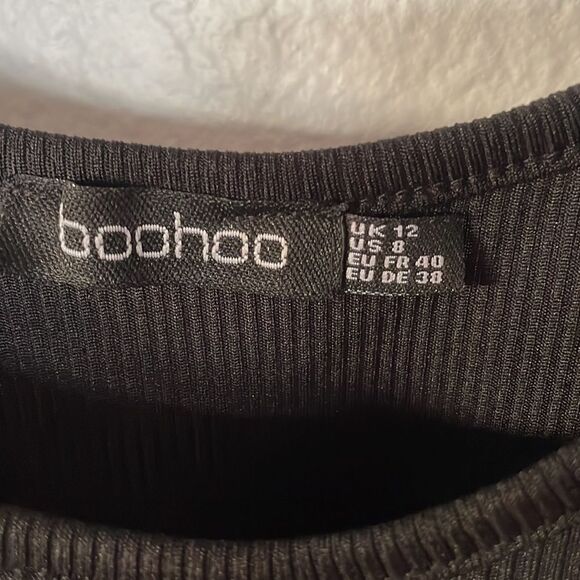 boohoo
UK 12
US 8
EU FR 40
EU DE 38